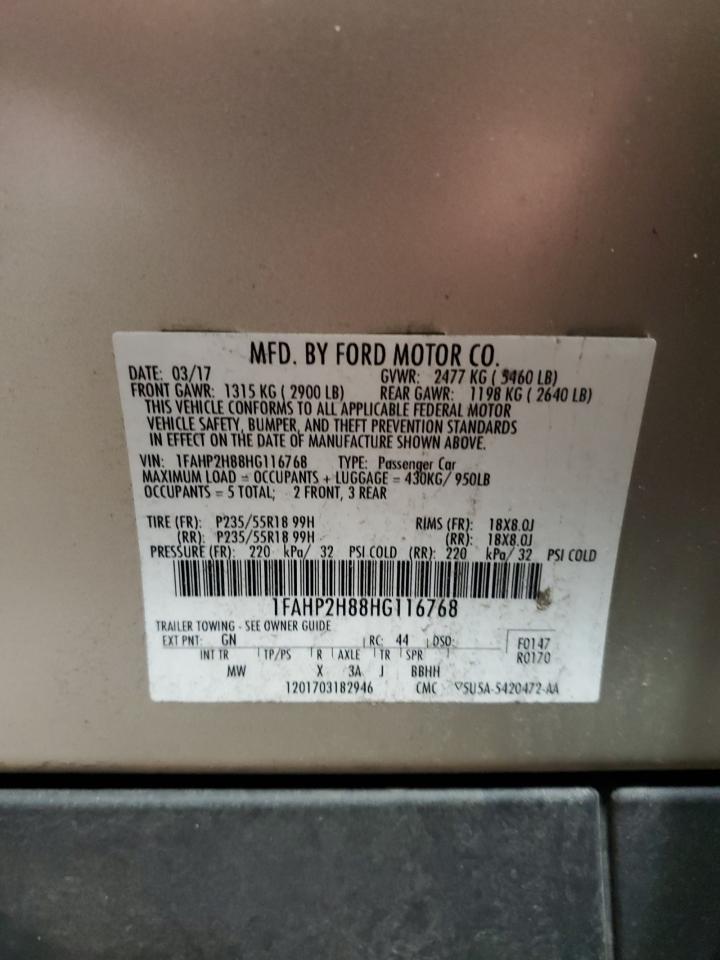 MFD. BY FORD MOTOR CO.
DATE: 03/17 GVWR: 2477 KG ( 5460 LB)
FRONT GAWR: 1315 KG ( 2900 LB) REAR GAWR: 1198 KG ( 2640 LB)
THIS VEHICLE CONFORMS TO ALL APPLICABLE FEDERAL MOTOR
VEHICLE SAFETY, BUMPER, AND THEFT PREVENTION STANDARDS
IN EFFECT ON THE DATE OF MANUFACTURE SHOWN ABOVE.
VIN: 1FAHP2H88HG116768 TYPE: Passenger Car
MAXIMUM LOAD = OCCUPANTS + LUGGAGE = 430KG/ 950LB
OCCUPANTS = 5 TOTAL; 2 FRONT, 3 REAR
TIRE (FR): P235/55R18 99H RIMS (FR): 18X8.0J
(RR): P235/55R18 99H (RR): 18X8.0J
PRESSURE (FR): 220 kPa/ 32 PSI COLD (RR): 220 kPa/ 32 PSI COLD
1FAHP2H88HG116768
TRAILER TOWING - SEE OWNER GUIDE
EXT PNT: GN RC: 44 DSO: F0147
INT TR TP/PS R AXLE TR SPR R0170
MW X 3A J BBHH
1201703182946 CMC 5U5A-5420472-AA